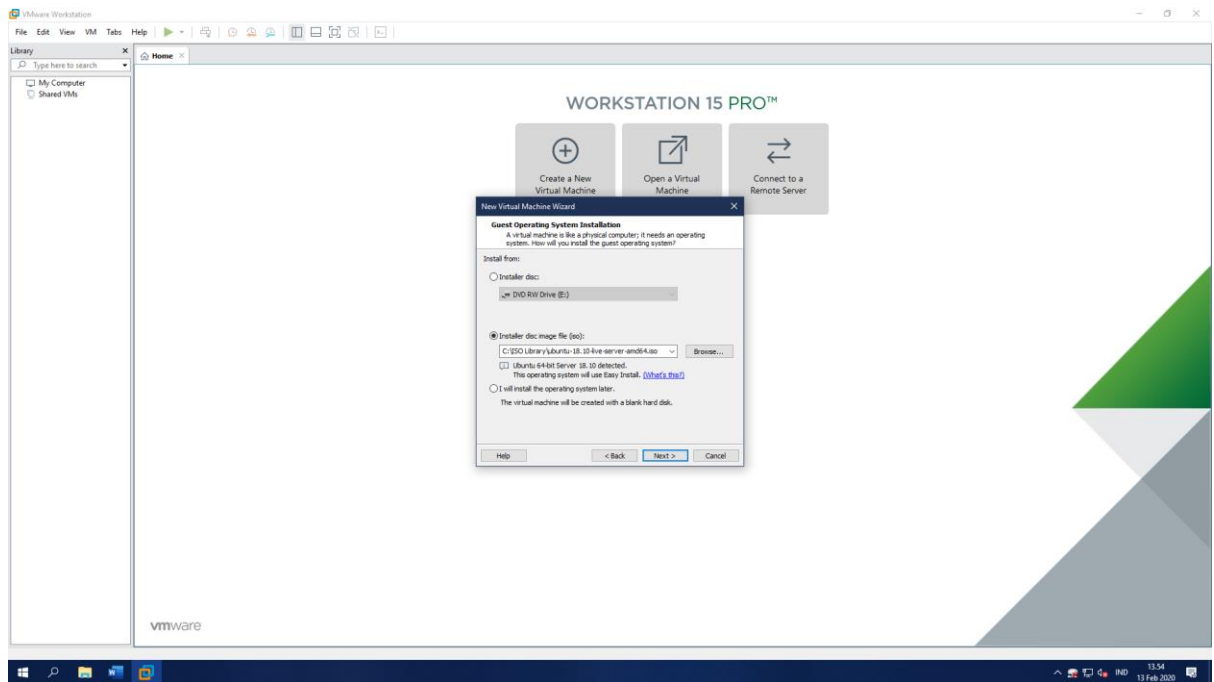 VMware Workstation
File Edit View VM Tabs Help
Library
Type here to search
My Computer
Shared VMs
Home
WORKSTATION 15 PRO™
Create a New
Virtual Machine
Open a Virtual
Machine
Connect to a
Remote Server
New Virtual Machine Wizard
Guest Operating System Installation
A virtual machine is like a physical computer; it needs an operating
system. How will you install the guest operating system?
Install from:
Installer disc:
DVD RW Drive (E:)
Installer disc image file (iso):
C:\ISO Library\ubuntu-18.10-live-server-amd64.iso
Browse...
Ubuntu 64-bit Server 18.10 detected.
This operating system will use Easy Install. (What's this?)
I will install the operating system later.
The virtual machine will be created with a blank hard disk.
Help
< Back
Next >
Cancel
vmware
IND
13.54
13 Feb 2020